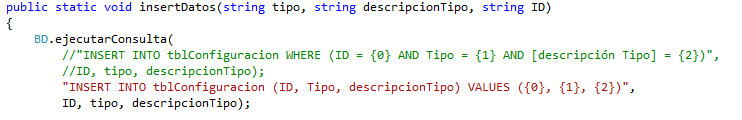 public static void insertDatos(string tipo, string descripcionTipo, string ID)
{
BD.ejecutarConsulta(
//"INSERT INTO tblConfiguracion WHERE (ID = {0} AND Tipo = {1} AND [descripción Tipo] = {2})",
//ID, tipo, descripcionTipo);
"INSERT INTO tblConfiguracion (ID, Tipo, descripcionTipo) VALUES ({0}, {1}, {2})",
ID, tipo, descripcionTipo);